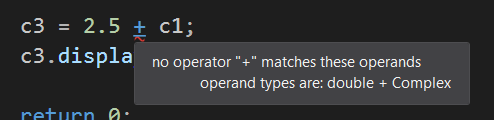 c3 = 2.5 + c1;
c3.displa
no operator "+" matches these operands
operand types are: double + Complex
return 0;